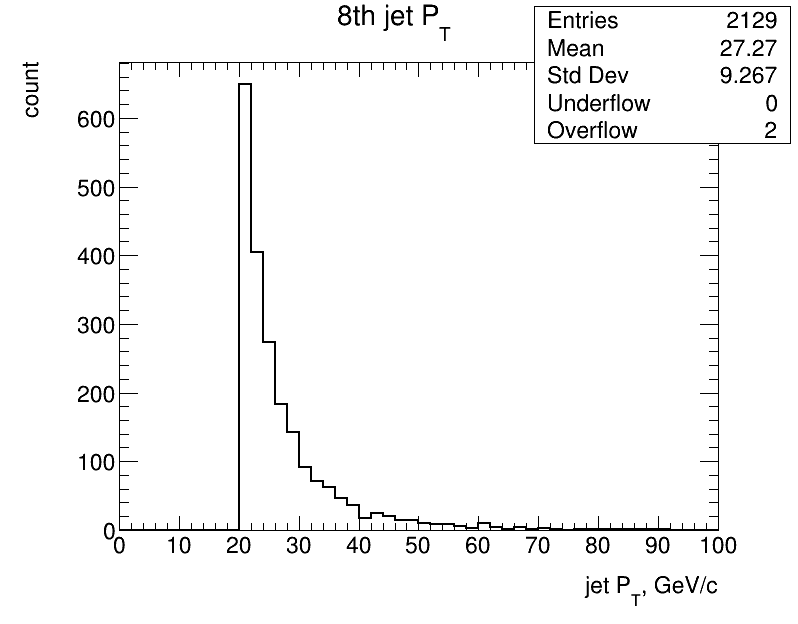 8th jet P_T
Entries 2129
Mean 27.27
Std Dev 9.267
Underflow 0
Overflow 2
count
600
500
400
300
200
100
0
0 10 20 30 40 50 60 70 80 90 100
jet P_T, GeV/c